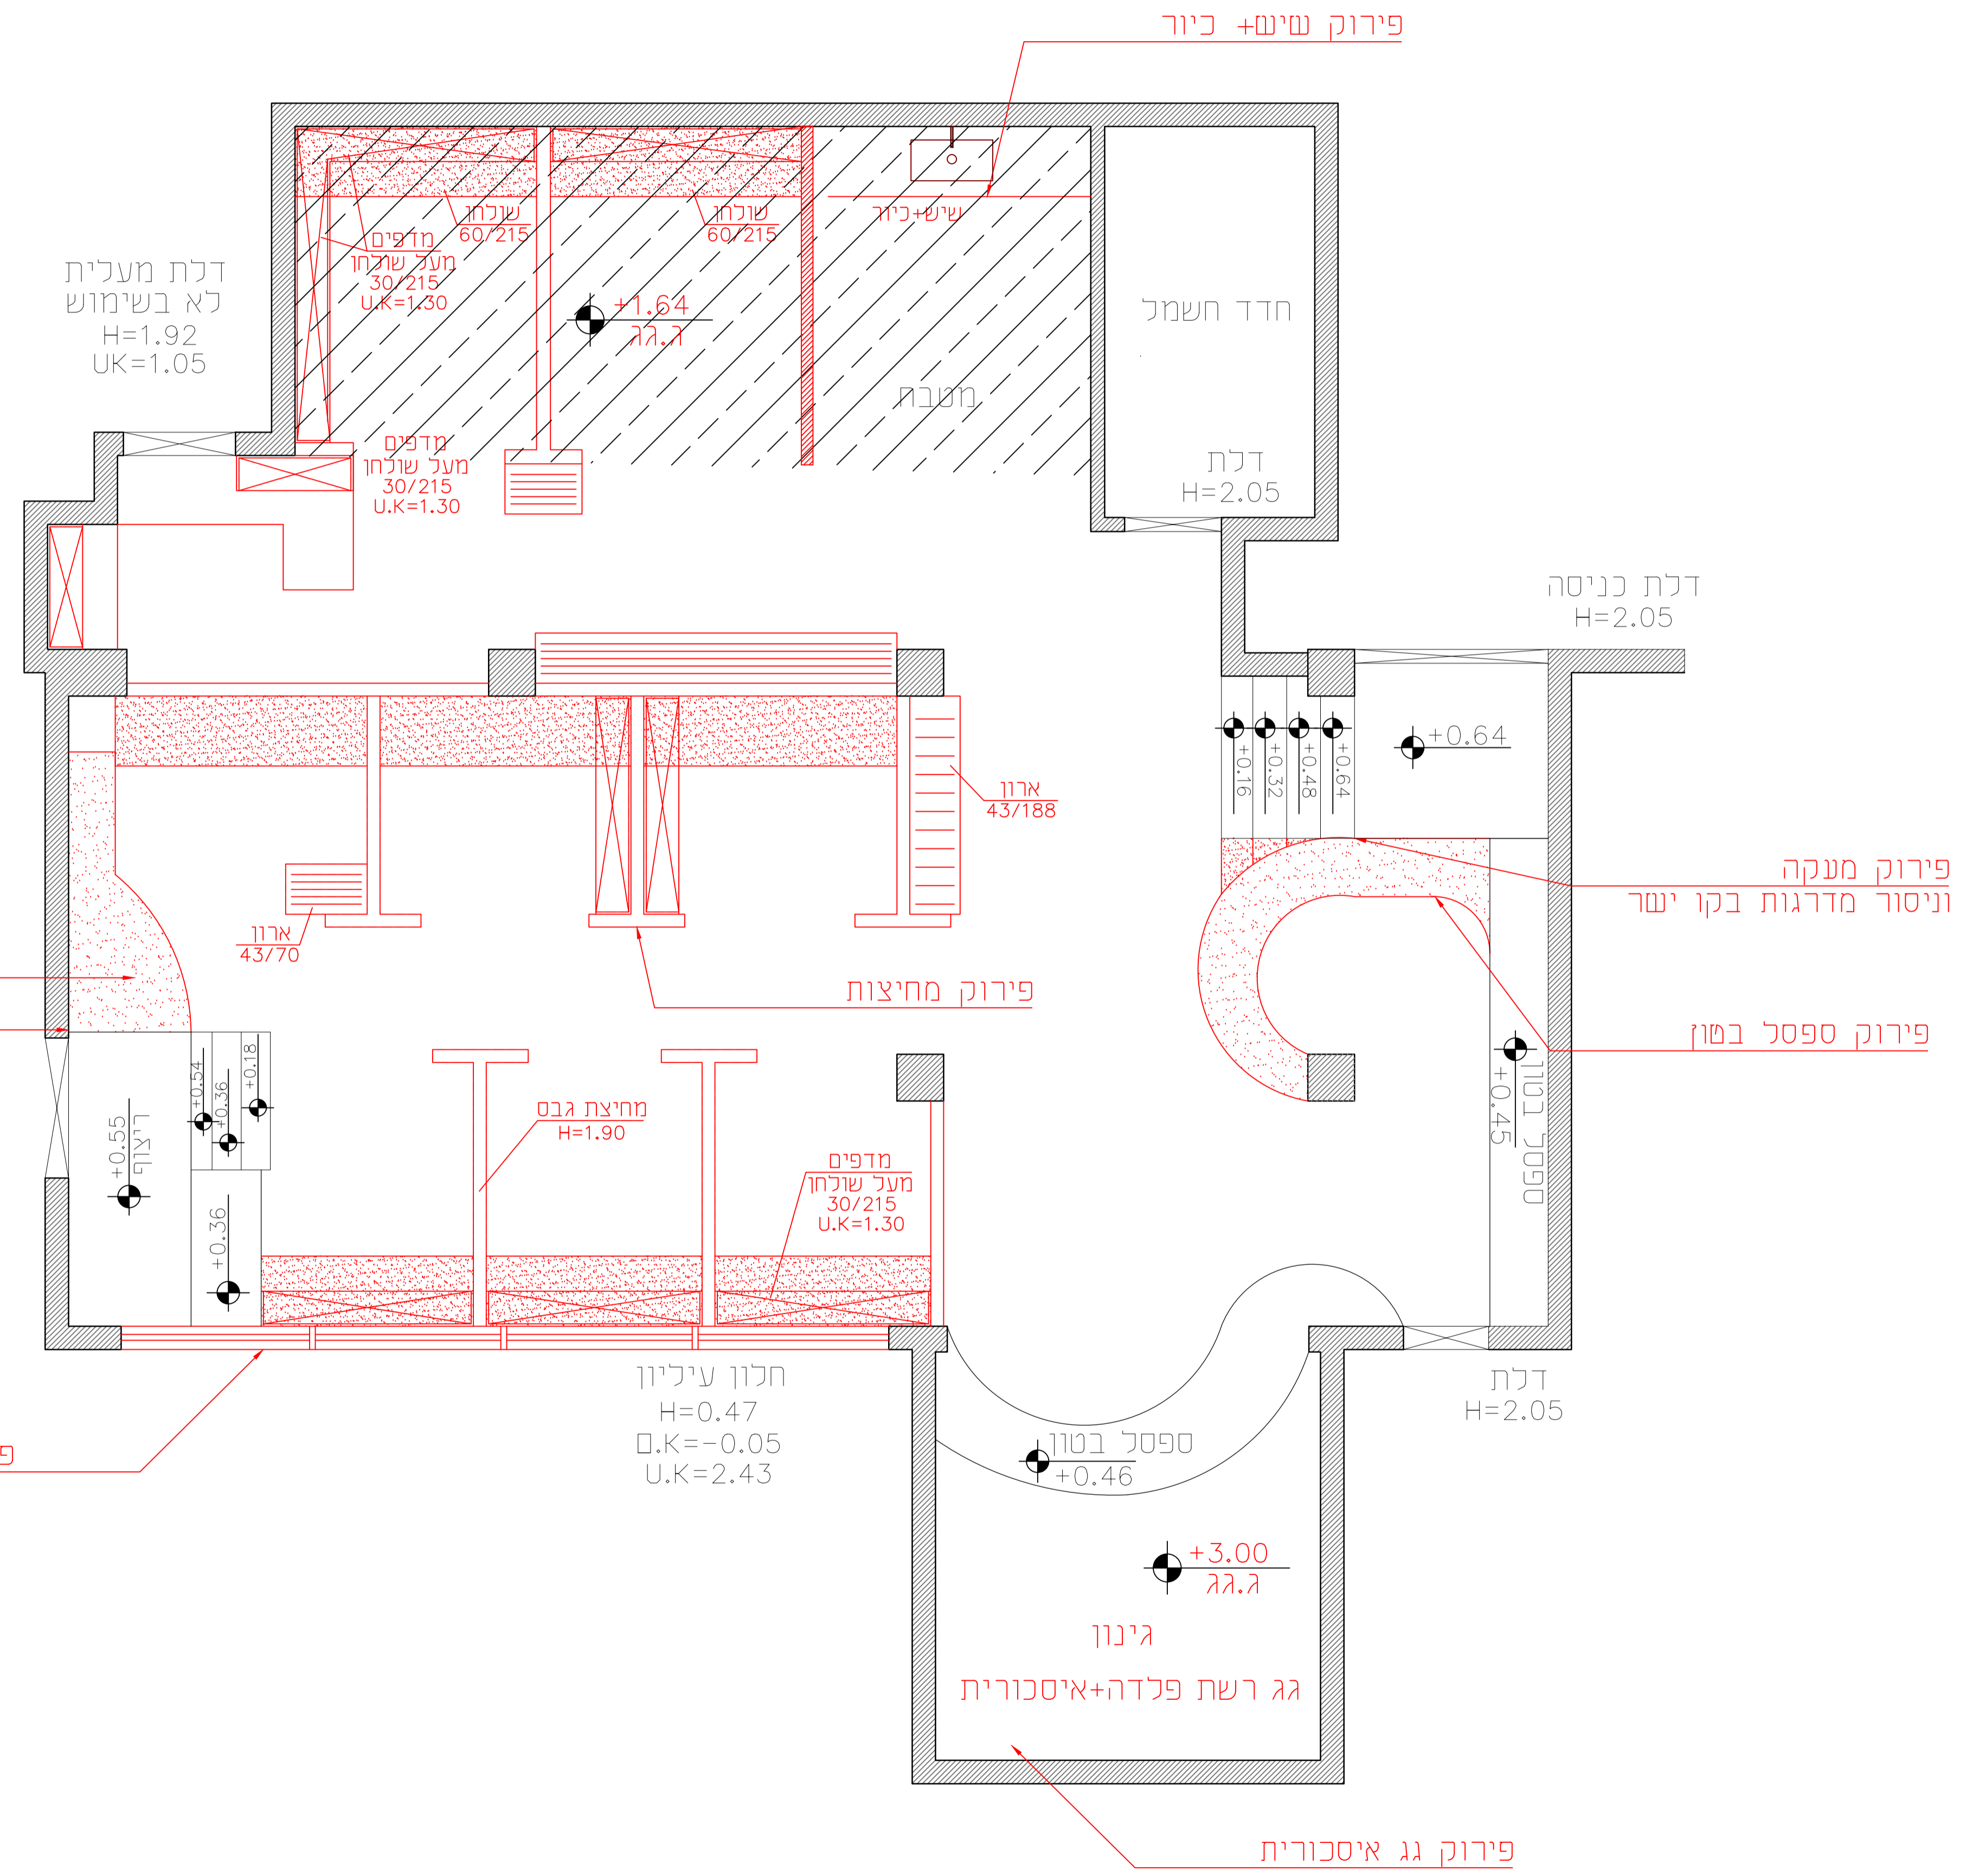 פירוק שיש+ כיור
שולחן
60/215
שולחן
60/215
שיש+כיור
מדפים
מעל שולחן
30/215
U.K=1.30
דלת מעלית
לא בשימוש
H=1.92
UK=1.05
+1.64
ג.גג
חדד חשמל
מטבח
מדפים
מעל שולחן
30/215
U.K=1.30
דלת
H=2.05
דלת כניסה
H=2.05
+0.64
+0.16
+0.32
+0.48
+0.64
ארון
43/188
פירוק מעקה
וניסור מדרגות בקו ישר
ארון
43/70
פירוק מחיצות
פירוק ספסל בטון
+0.54
+0.36
+0.18
ספסל בטון
+0.45
מחיצת גבס
H=1.90
+0.55
ריצוף
מדפים
מעל שולחן
30/215
U.K=1.30
+0.36
חלון עיליון
H=0.47
O.K=-0.05
U.K=2.43
דלת
H=2.05
ספסל בטון
+0.46
+3.00
ג.גג
גינון
גג רשת פלדה+איסכורית
פירוק גג איסכורית